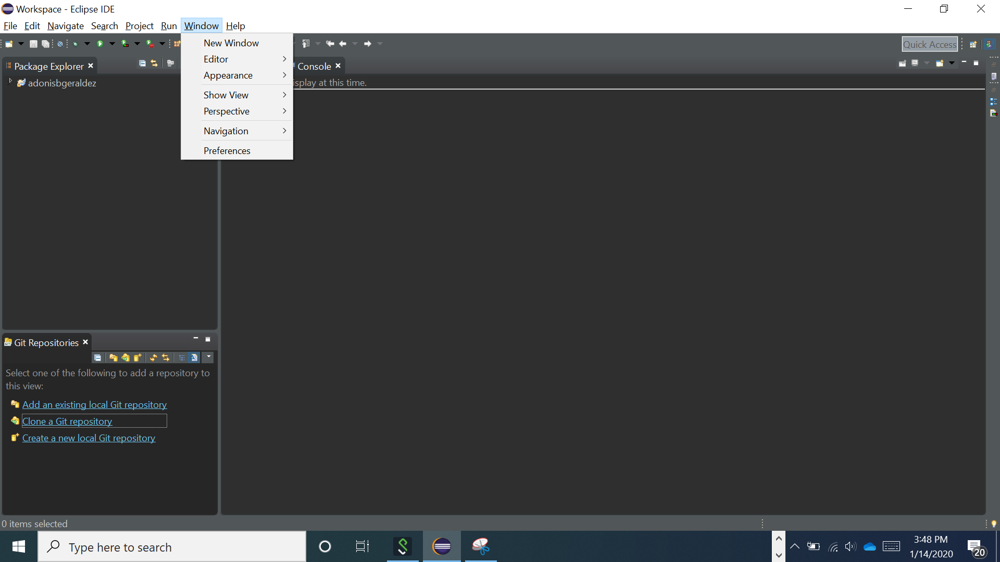 Workspace - Eclipse IDE
File Edit Navigate Search Project Run Window Help
Quick Access
New Window
Editor
Appearance
Show View
Perspective
Navigation
Preferences
Package Explorer
adonisbgeraldez
Console
isplay at this time.
Git Repositories
Select one of the following to add a repository to
this view:
Add an existing local Git repository
Clone a Git repository
Create a new local Git repository
0 items selected
Type here to search
3:48 PM
1/14/2020
20